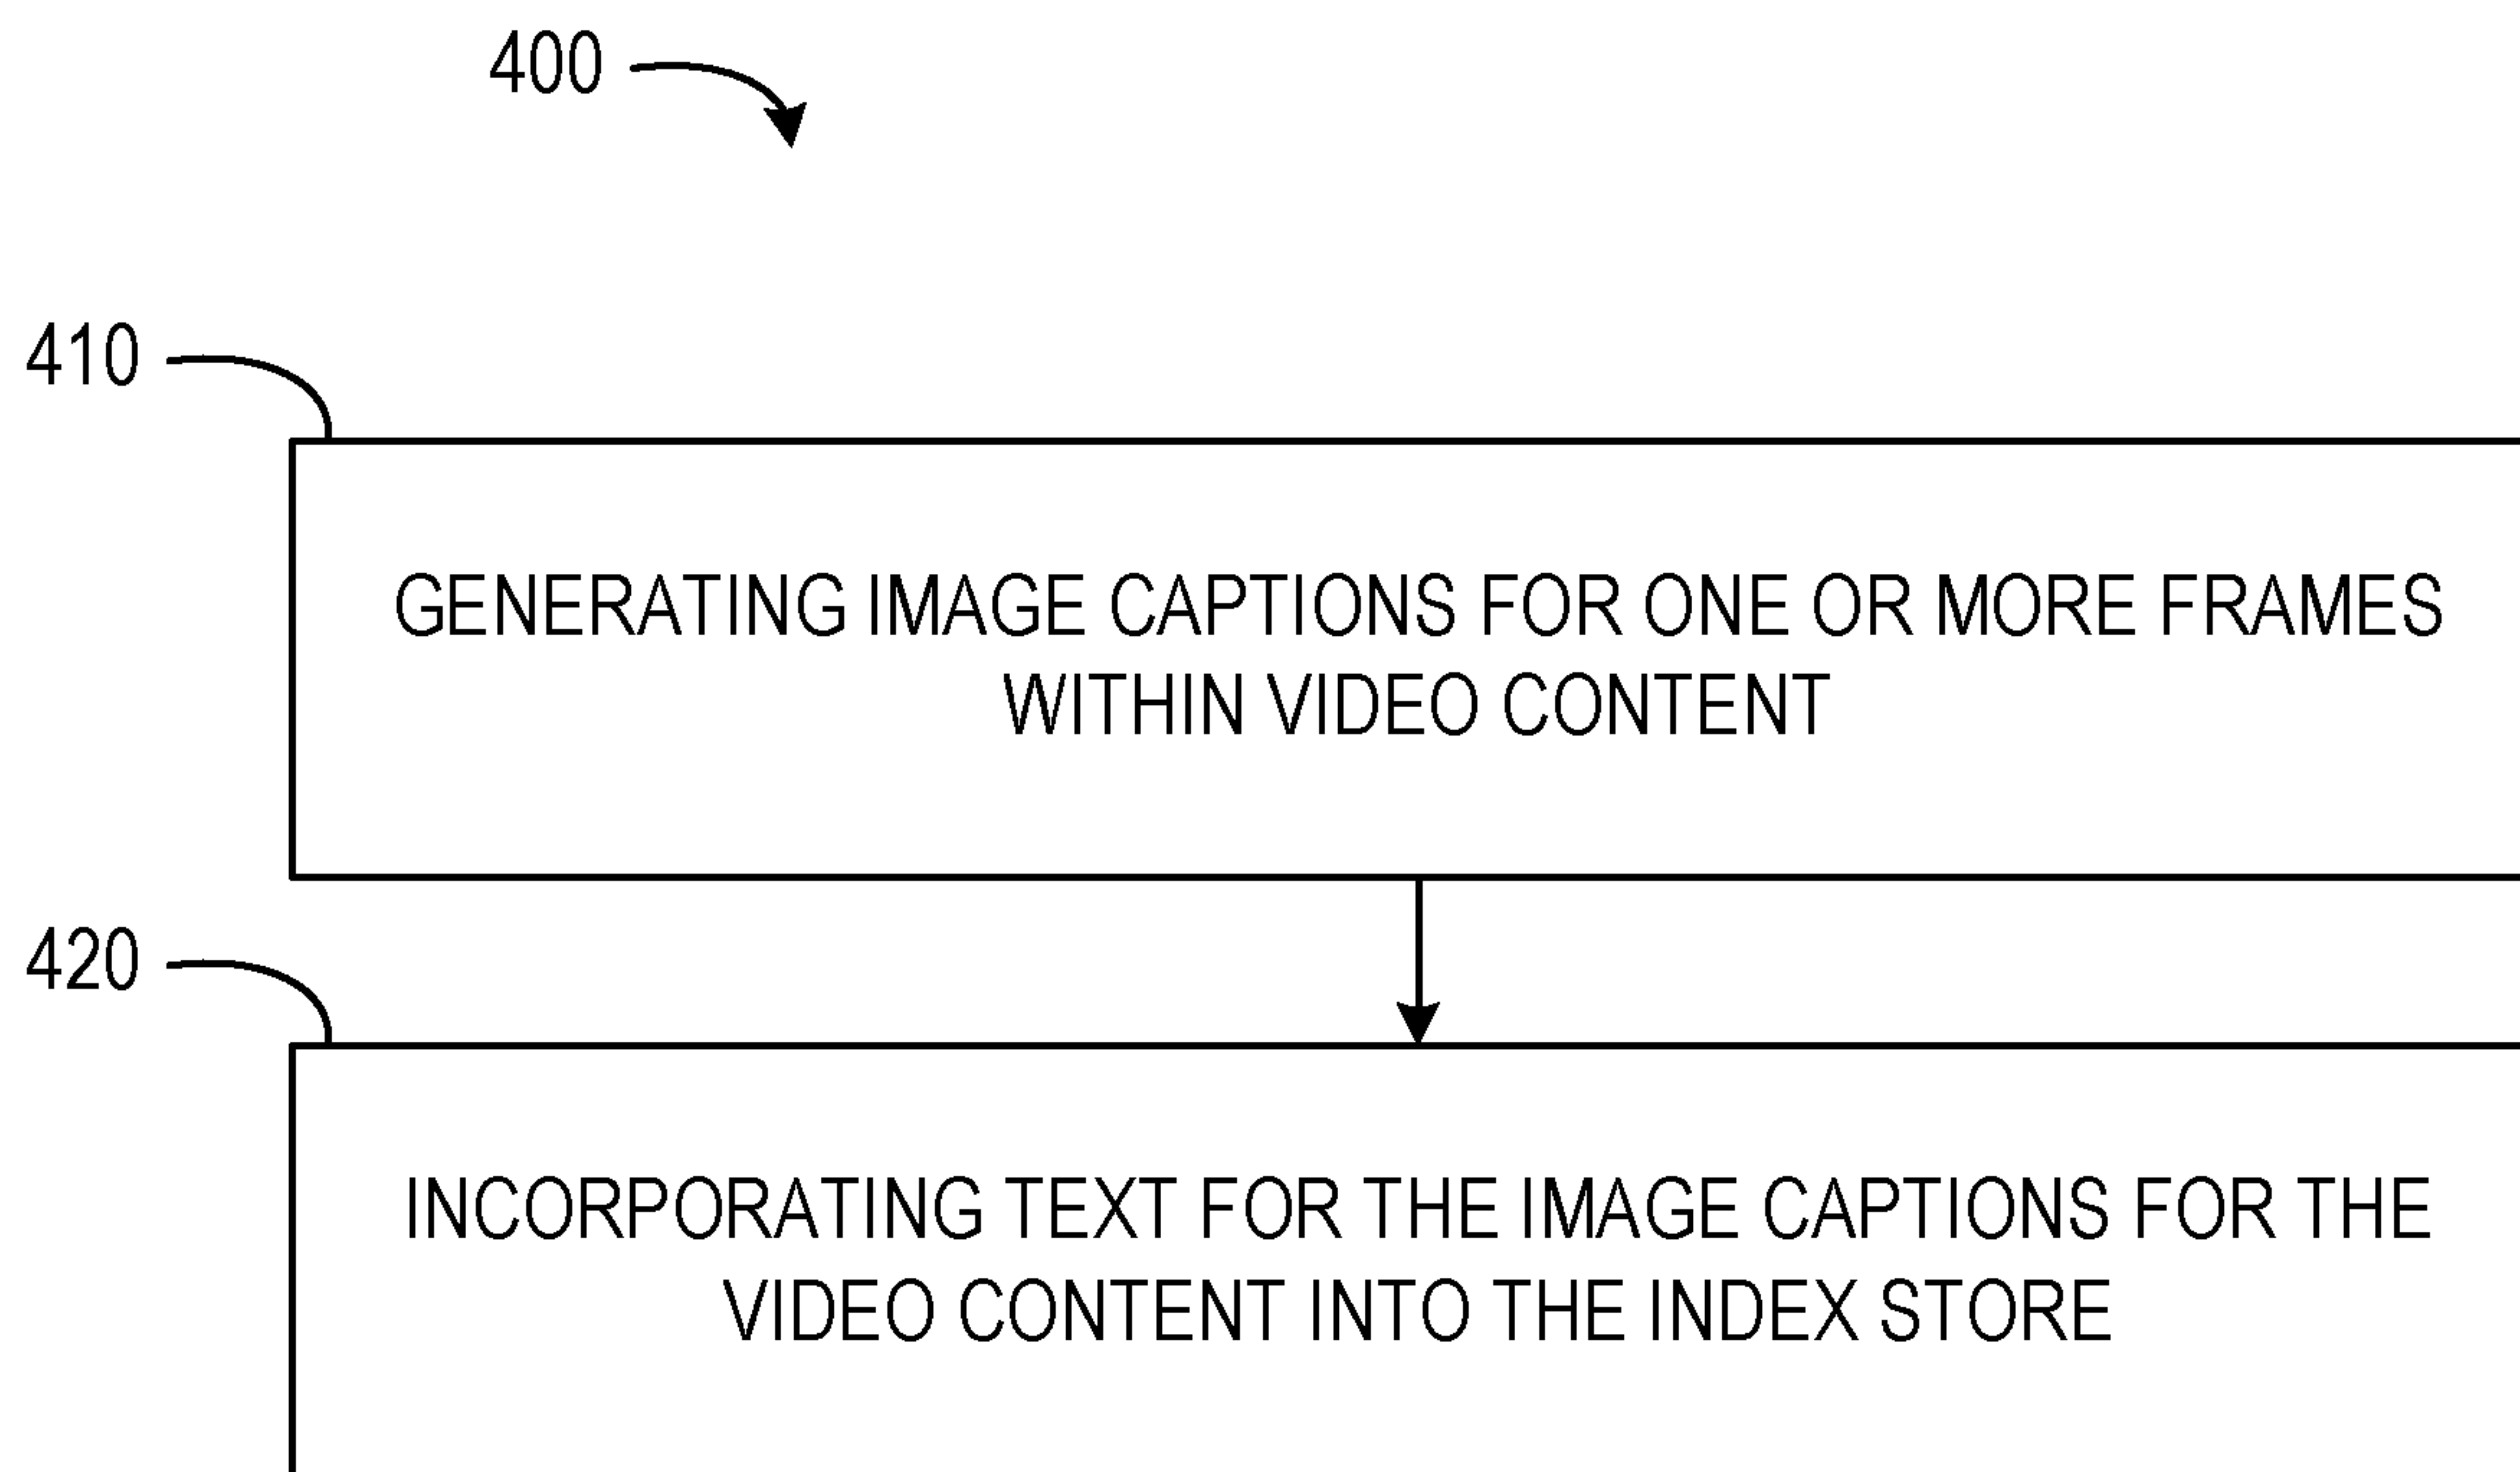 400
410
GENERATING IMAGE CAPTIONS FOR ONE OR MORE FRAMES
WITHIN VIDEO CONTENT
420
INCORPORATING TEXT FOR THE IMAGE CAPTIONS FOR THE
VIDEO CONTENT INTO THE INDEX STORE